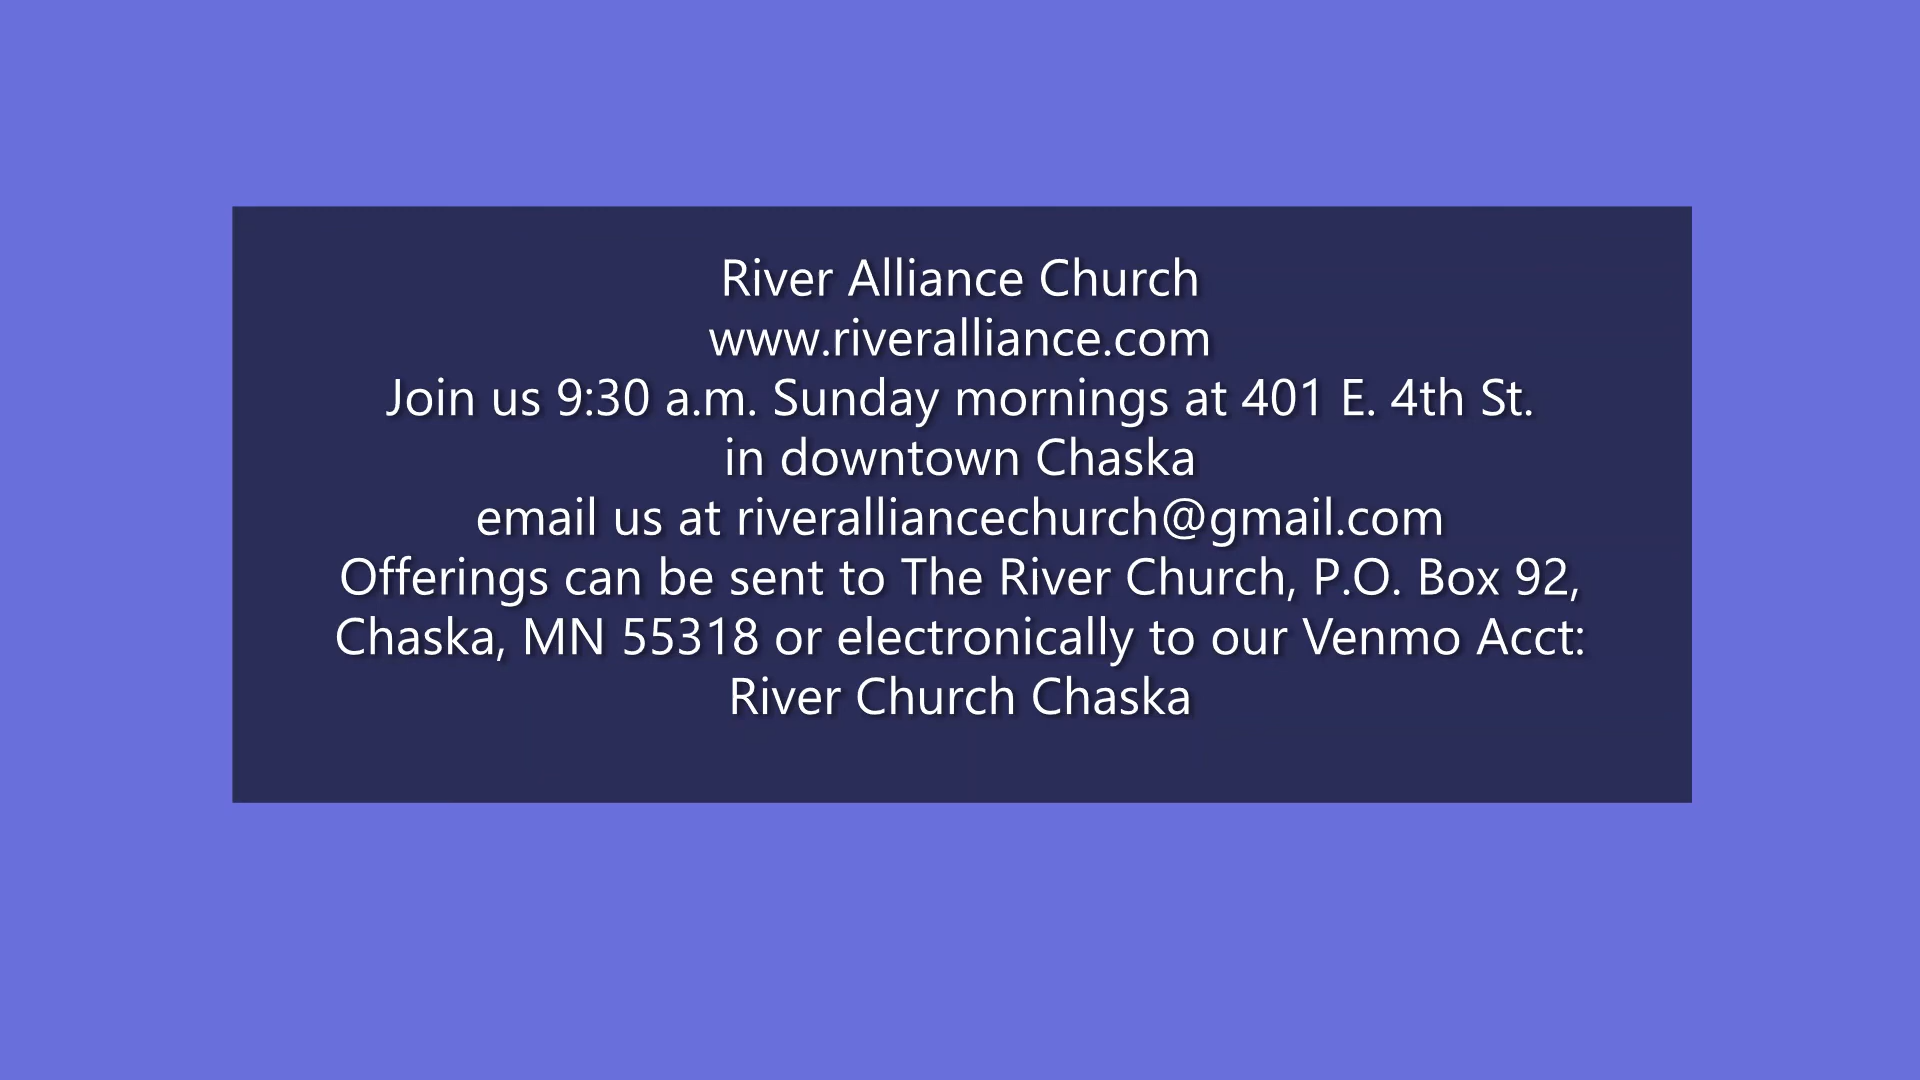 River Alliance Church
www.riveralliance.com
Join us 9:30 a.m. Sunday mornings at 401 E. 4th St.
in downtown Chaska
email us at riveralliancechurch@gmail.com
Offerings can be sent to The River Church, P.O. Box 92,
Chaska, MN 55318 or electronically to our Venmo Acct:
River Church Chaska